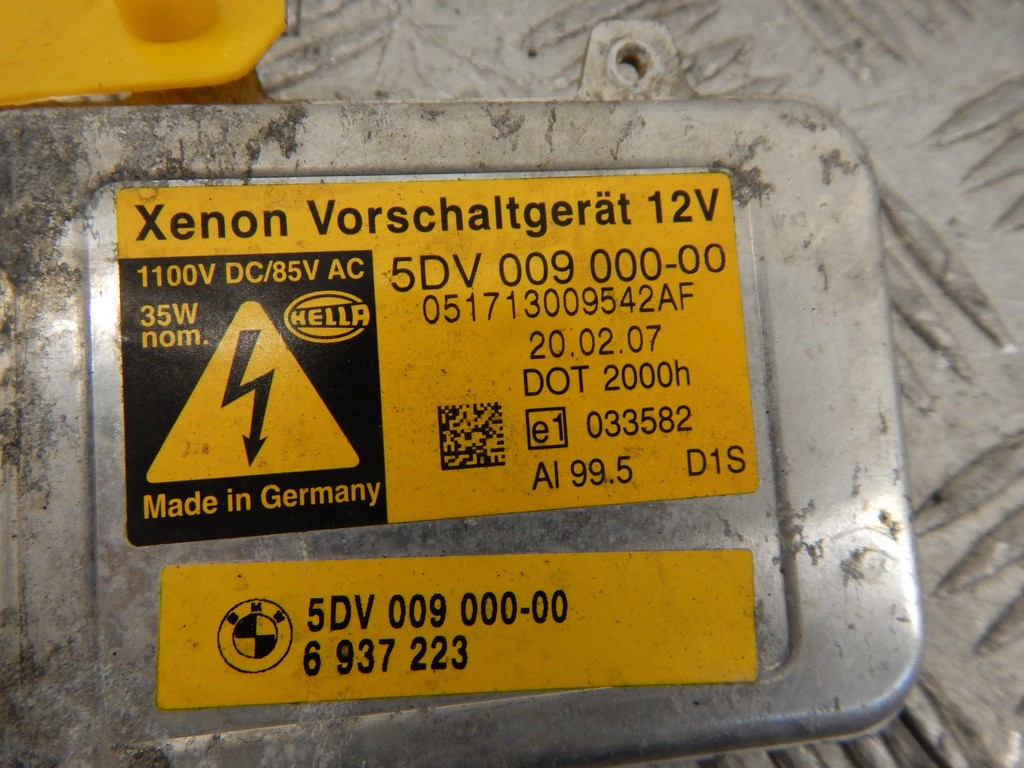 Xenon Vorschaltgerät 12V
1100V DC/85V AC
35W
nom.
HELLA
Made in Germany
5DV 009 000-00
051713009542AF
20.02.07
DOT 2000h
e1 033582
Al 99.5 D1S
BMW
5DV 009 000-00
6 937 223